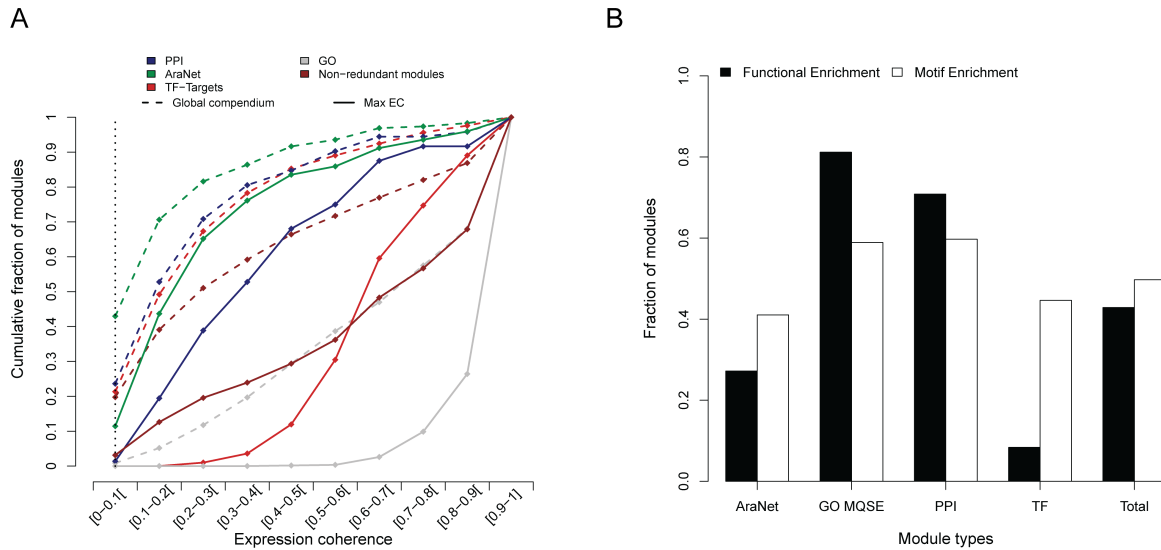 A
B
PPI
AraNet
TF−Targets
GO
Non−redundant modules
Global compendium
Max EC
Cumulative fraction of modules
1
0.9
0.8
0.7
0.6
0.5
0.4
0.3
0.2
0.1
0
[0−0.1[
[0.1−0.2[
[0.2−0.3[
[0.3−0.4[
[0.4−0.5[
[0.5−0.6[
[0.6−0.7[
[0.7−0.8[
[0.8−0.9[
[0.9−1]
Expression coherence
Functional Enrichment
Motif Enrichment
Fraction of modules
1.0
0.8
0.6
0.4
0.2
0.0
AraNet
GO MQSE
PPI
TF
Total
Module types